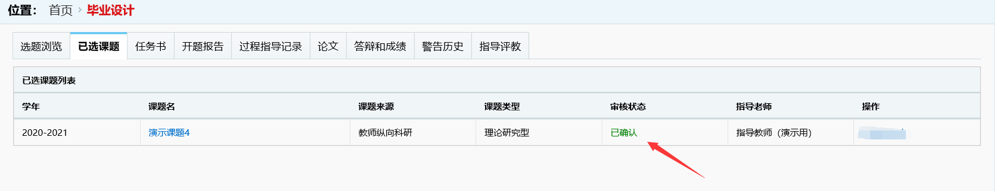 位置： 首页 › 毕业设计
选题浏览 已选课题 任务书 开题报告 过程指导记录 论文 答辩和成绩 警告历史 指导评教
已选课题列表
学年 课题名 课题来源 课题类型 审核状态 指导老师 操作
2020-2021 演示课题4 教师纵向科研 理论研究型 已确认 指导教师（演示用）